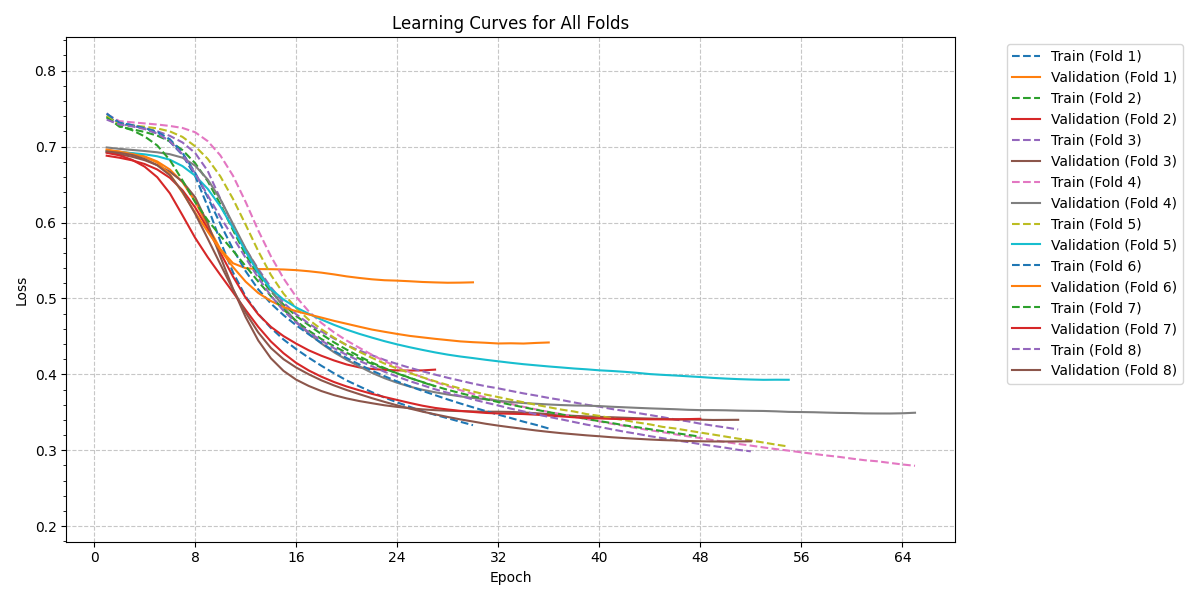 Learning Curves for All Folds
Loss
0.8
0.7
0.6
0.5
0.4
0.3
0.2
0 8 16 24 32 40 48 56 64
Epoch
Train (Fold 1)
Validation (Fold 1)
Train (Fold 2)
Validation (Fold 2)
Train (Fold 3)
Validation (Fold 3)
Train (Fold 4)
Validation (Fold 4)
Train (Fold 5)
Validation (Fold 5)
Train (Fold 6)
Validation (Fold 6)
Train (Fold 7)
Validation (Fold 7)
Train (Fold 8)
Validation (Fold 8)